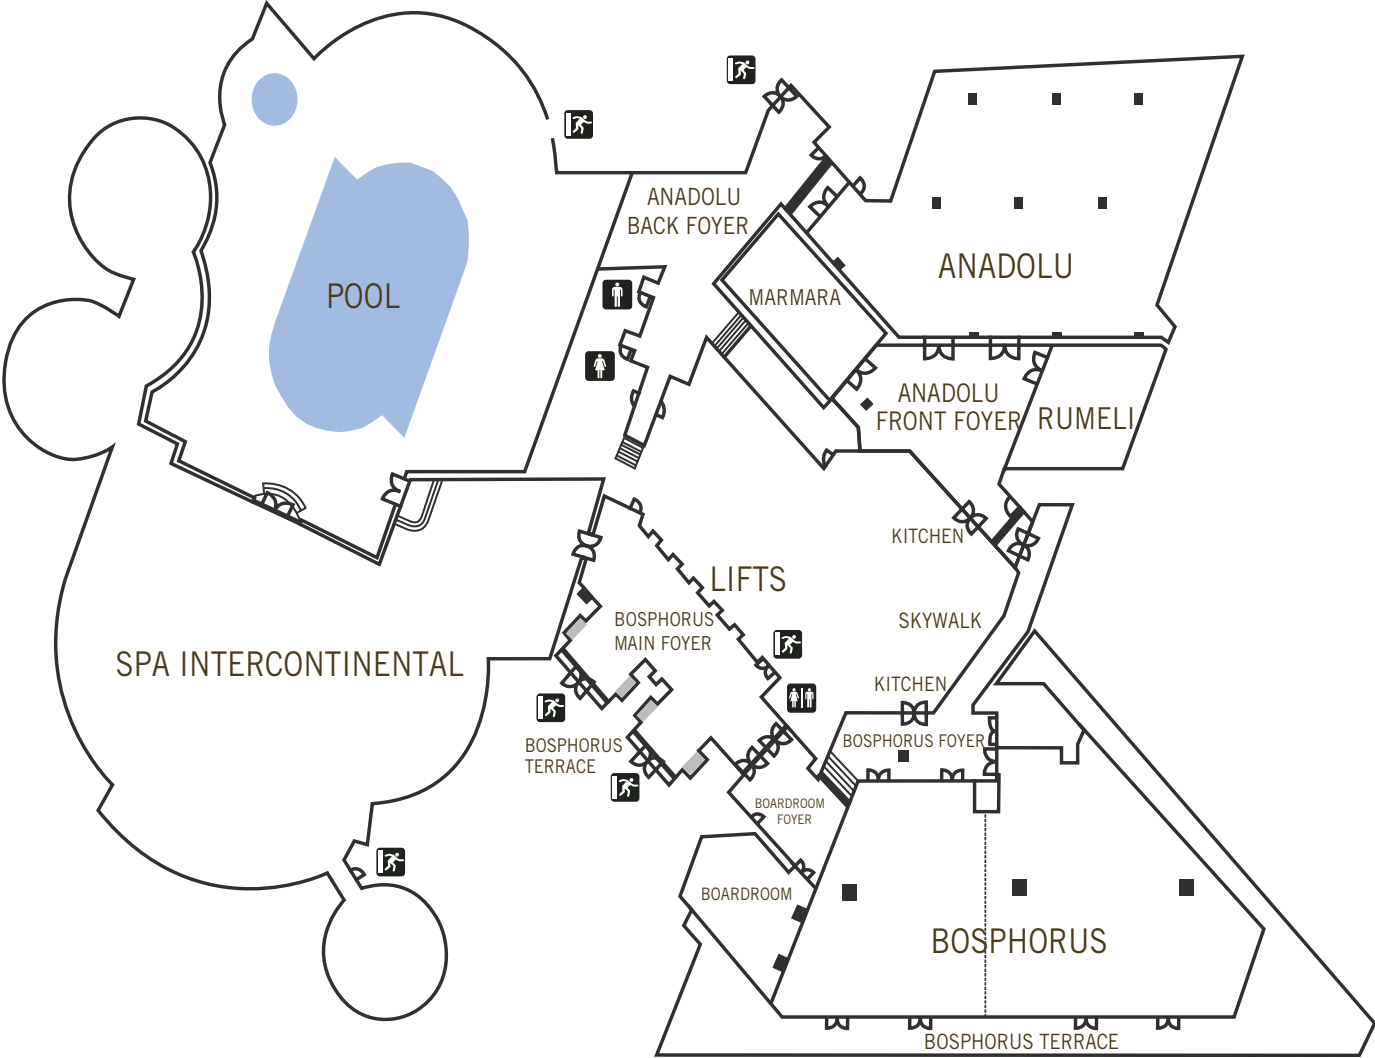 ANADOLU
BACK FOYER
ANADOLU
POOL
MARMARA
ANADOLU
FRONT FOYER
RUMELI
KITCHEN
LIFTS
BOSPHORUS
MAIN FOYER
SKYWALK
SPA INTERCONTINENTAL
KITCHEN
BOSPHORUS FOYER
BOSPHORUS
TERRACE
BOARDROOM
FOYER
BOARDROOM
BOSPHORUS
BOSPHORUS TERRACE